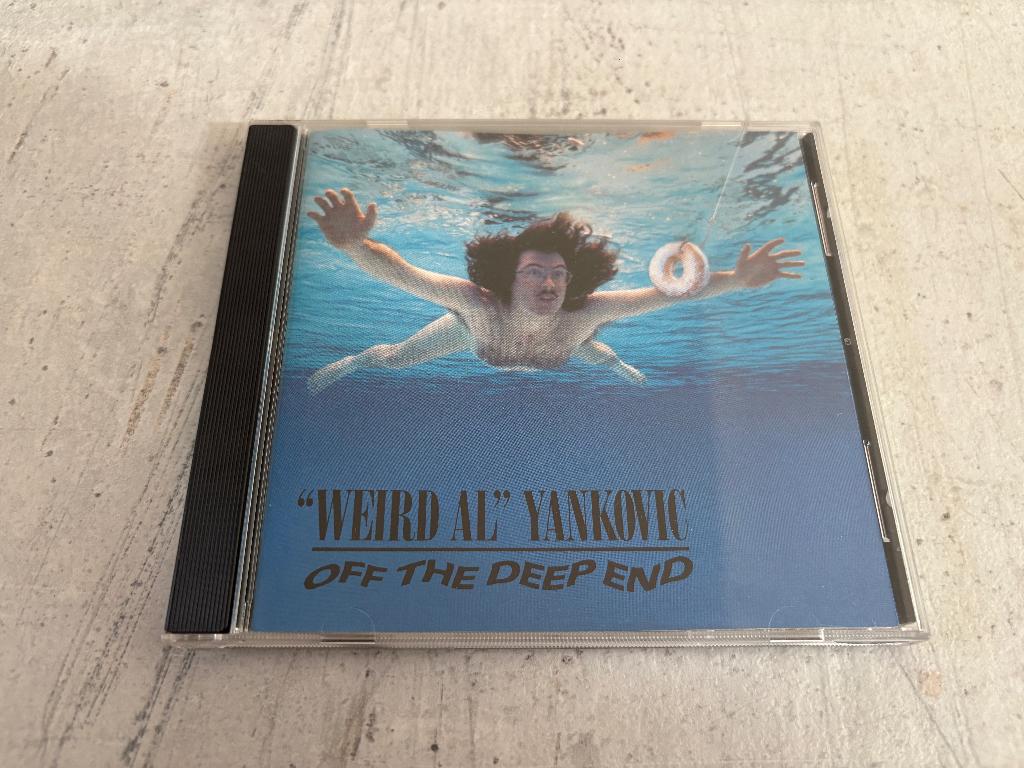 “WEIRD AL” YANKOVIC
OFF THE DEEP END